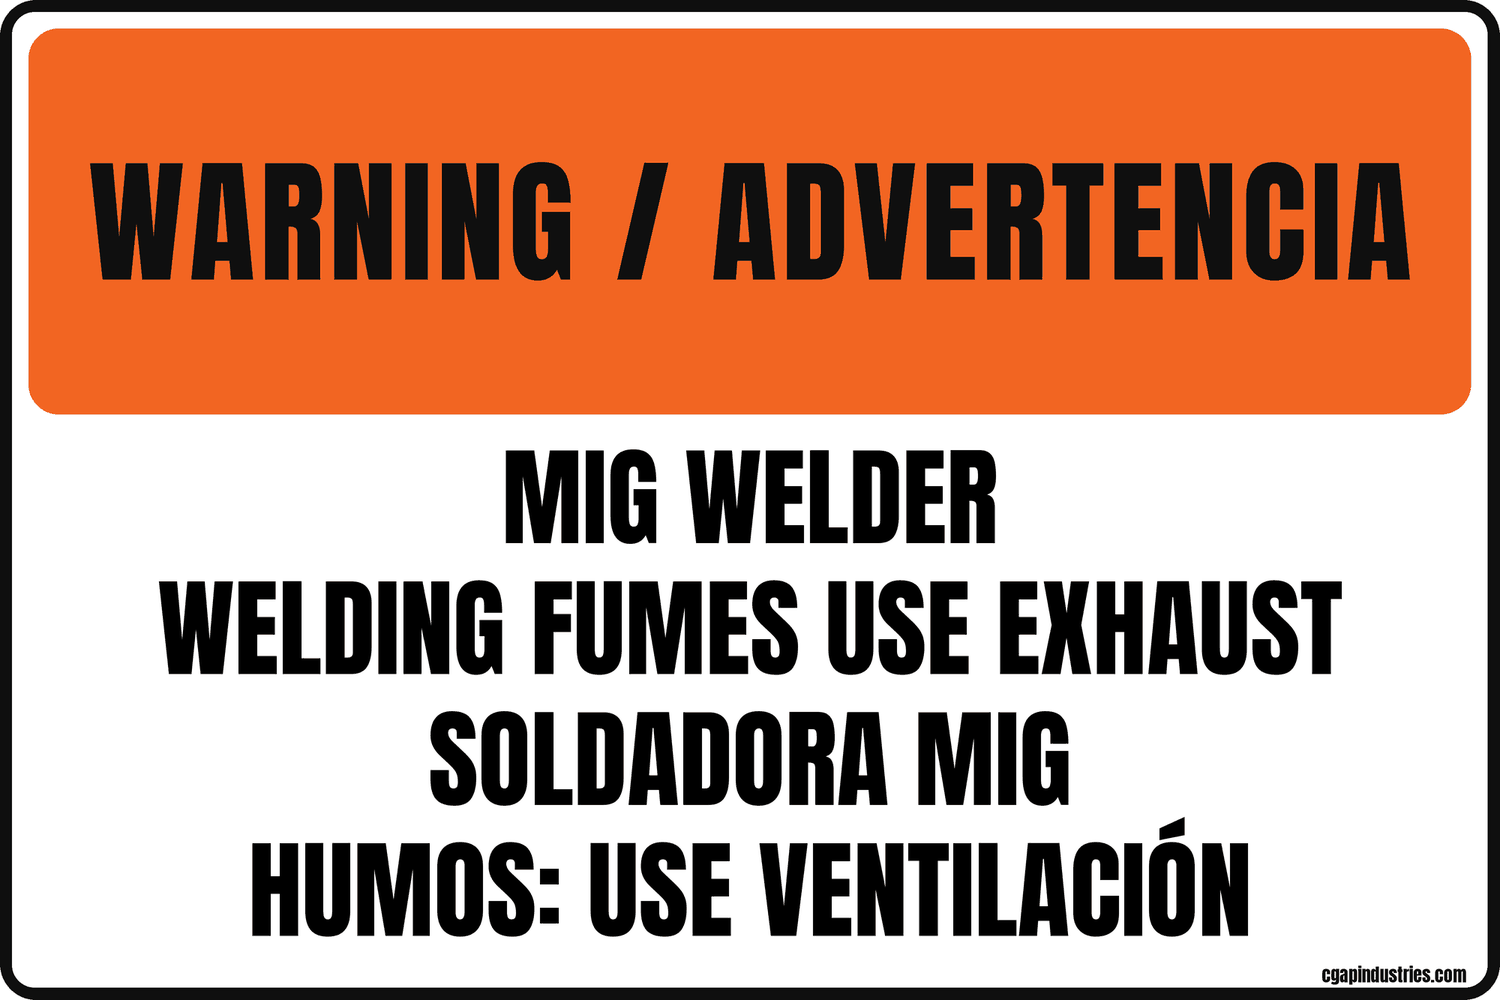 WARNING / ADVERTENCIA
MIG WELDER
WELDING FUMES USE EXHAUST
SOLDADORA MIG
HUMOS: USE VENTILACIÓN
cgapindustries.com